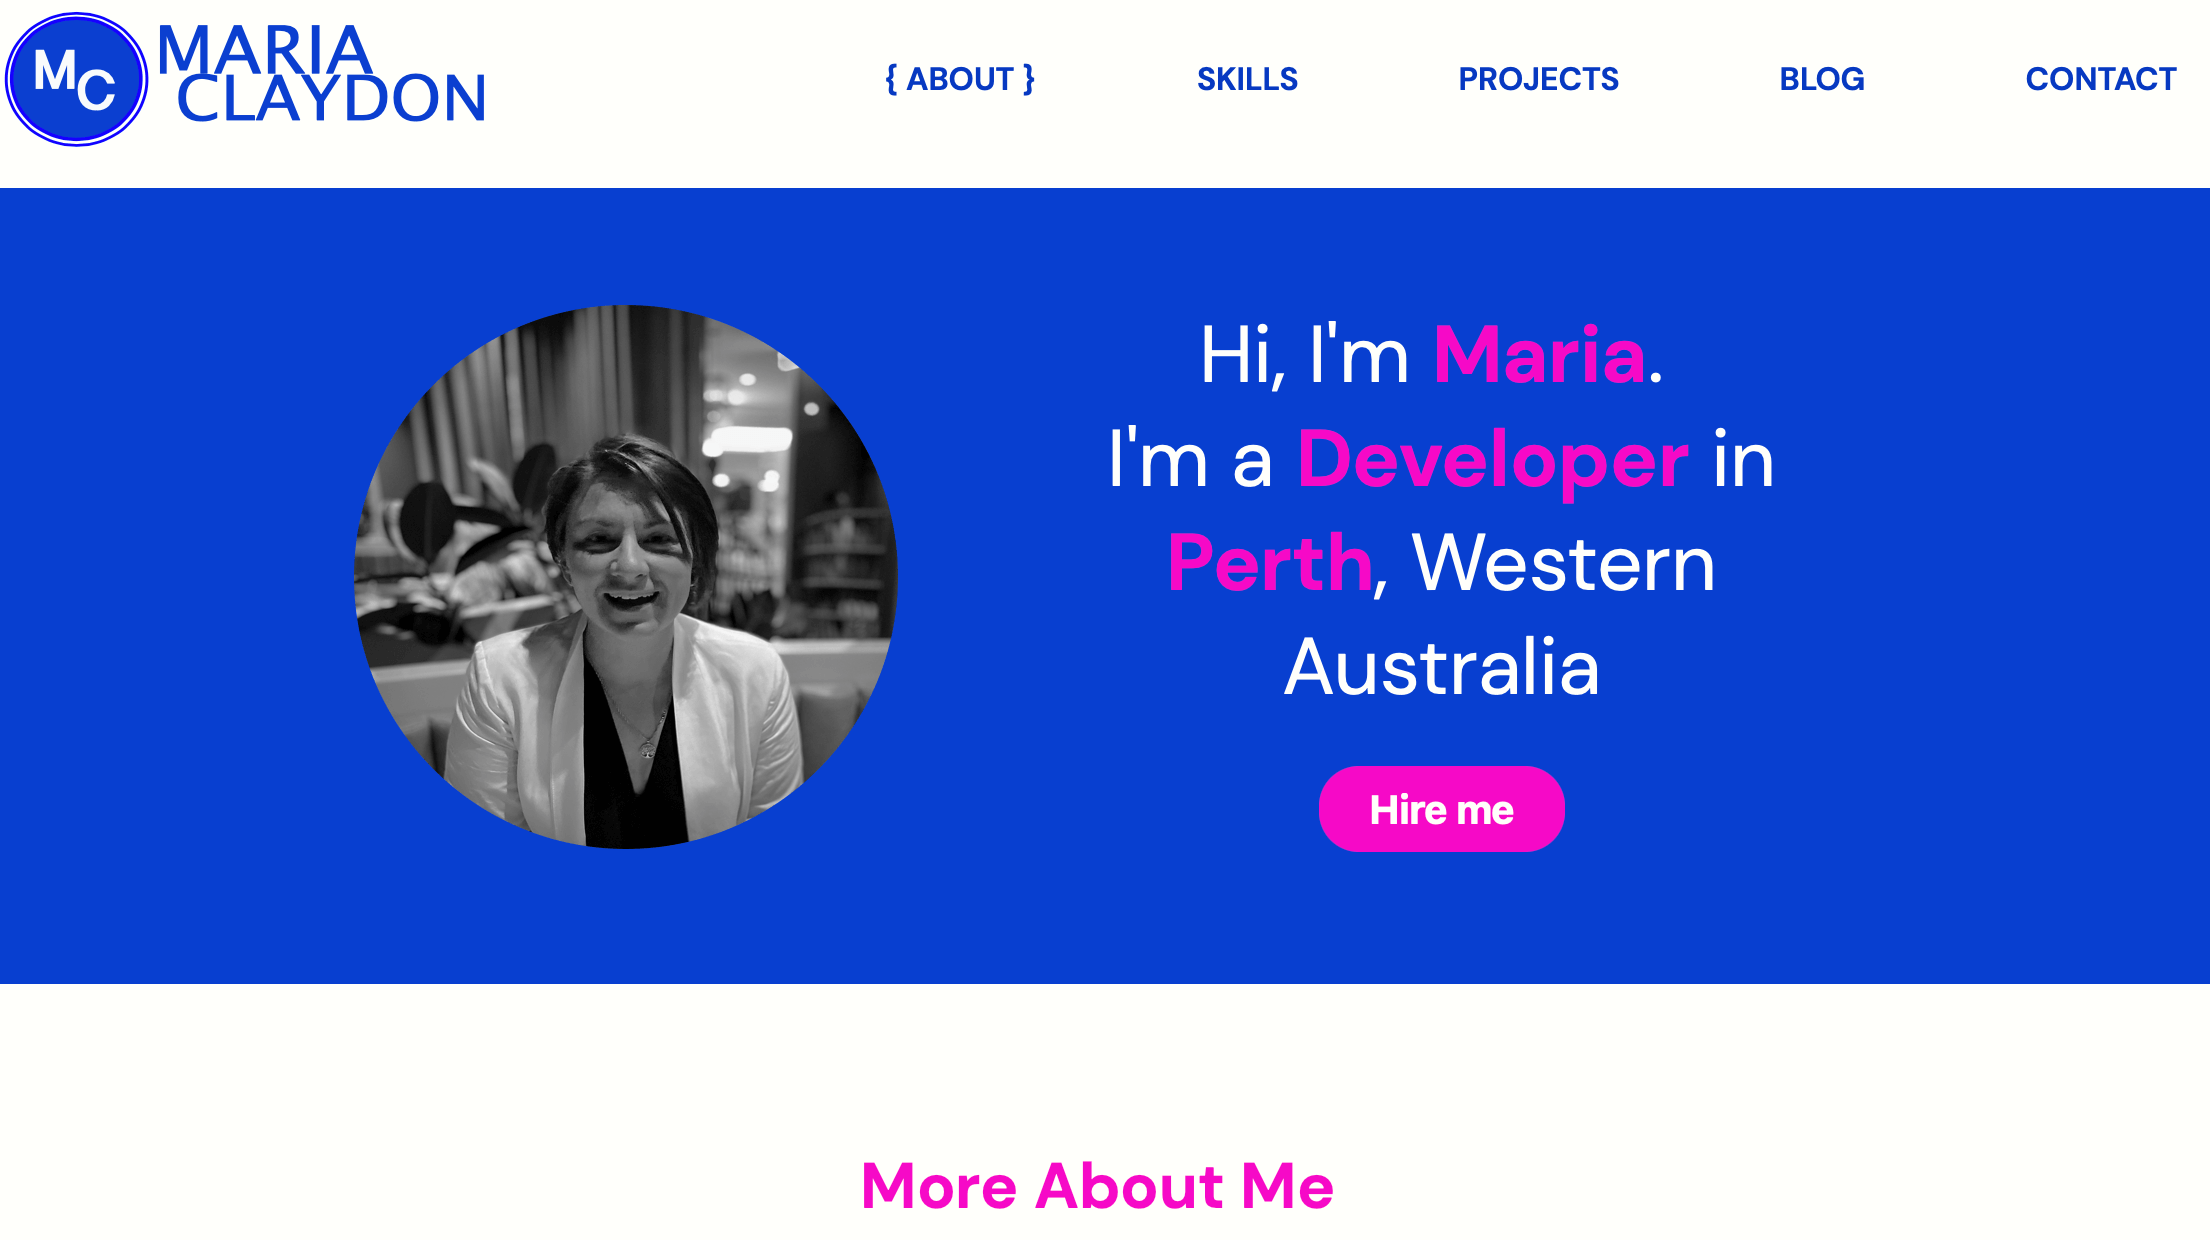 MC
MARIA
CLAYDON
{ ABOUT }
SKILLS
PROJECTS
BLOG
CONTACT
Hi, I'm Maria.
I'm a Developer in
Perth, Western
Australia
Hire me
More About Me